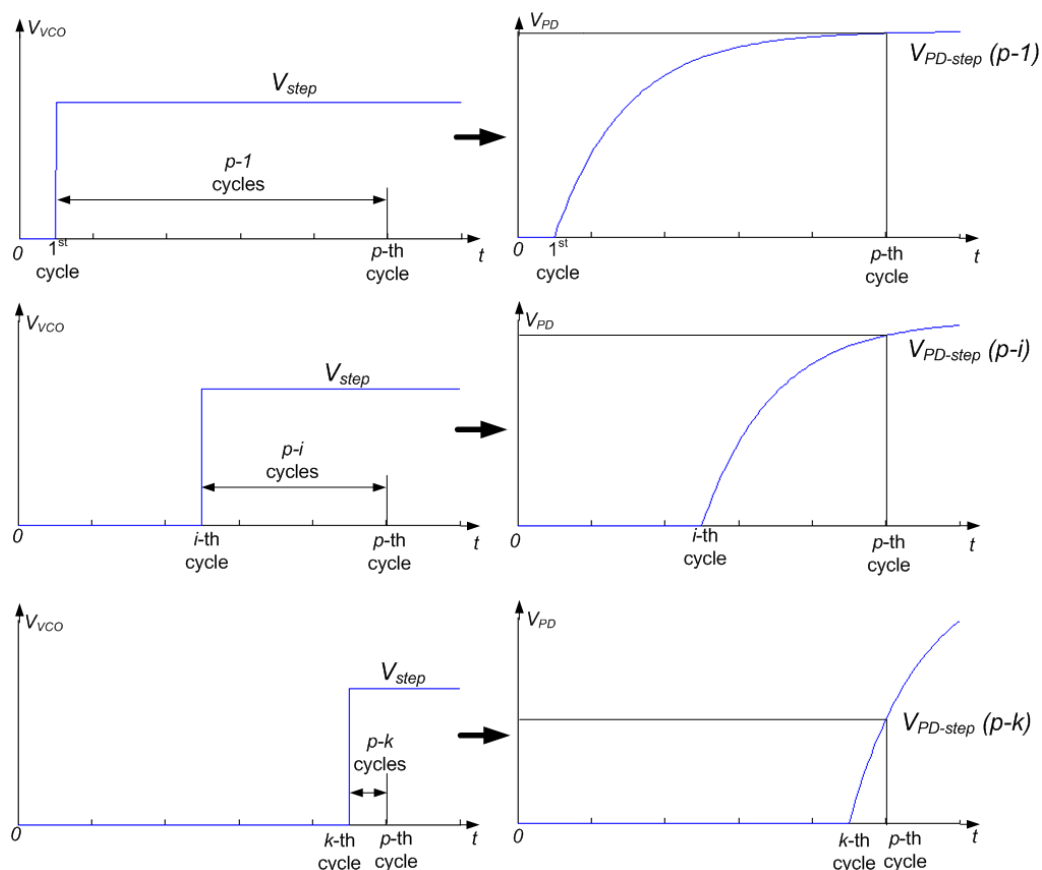 V_VCO
V_step
p-1
cycles
0
1st
cycle
p-th
cycle
t
V_PD
V_PD-step (p-1)
0
1st
cycle
p-th
cycle
t
V_VCO
V_step
p-i
cycles
0
i-th
cycle
p-th
cycle
t
V_PD
V_PD-step (p-i)
0
i-th
cycle
p-th
cycle
t
V_VCO
V_step
p-k
cycles
0
k-th
cycle
p-th
cycle
t
V_PD
V_PD-step (p-k)
0
k-th
cycle
p-th
cycle
t